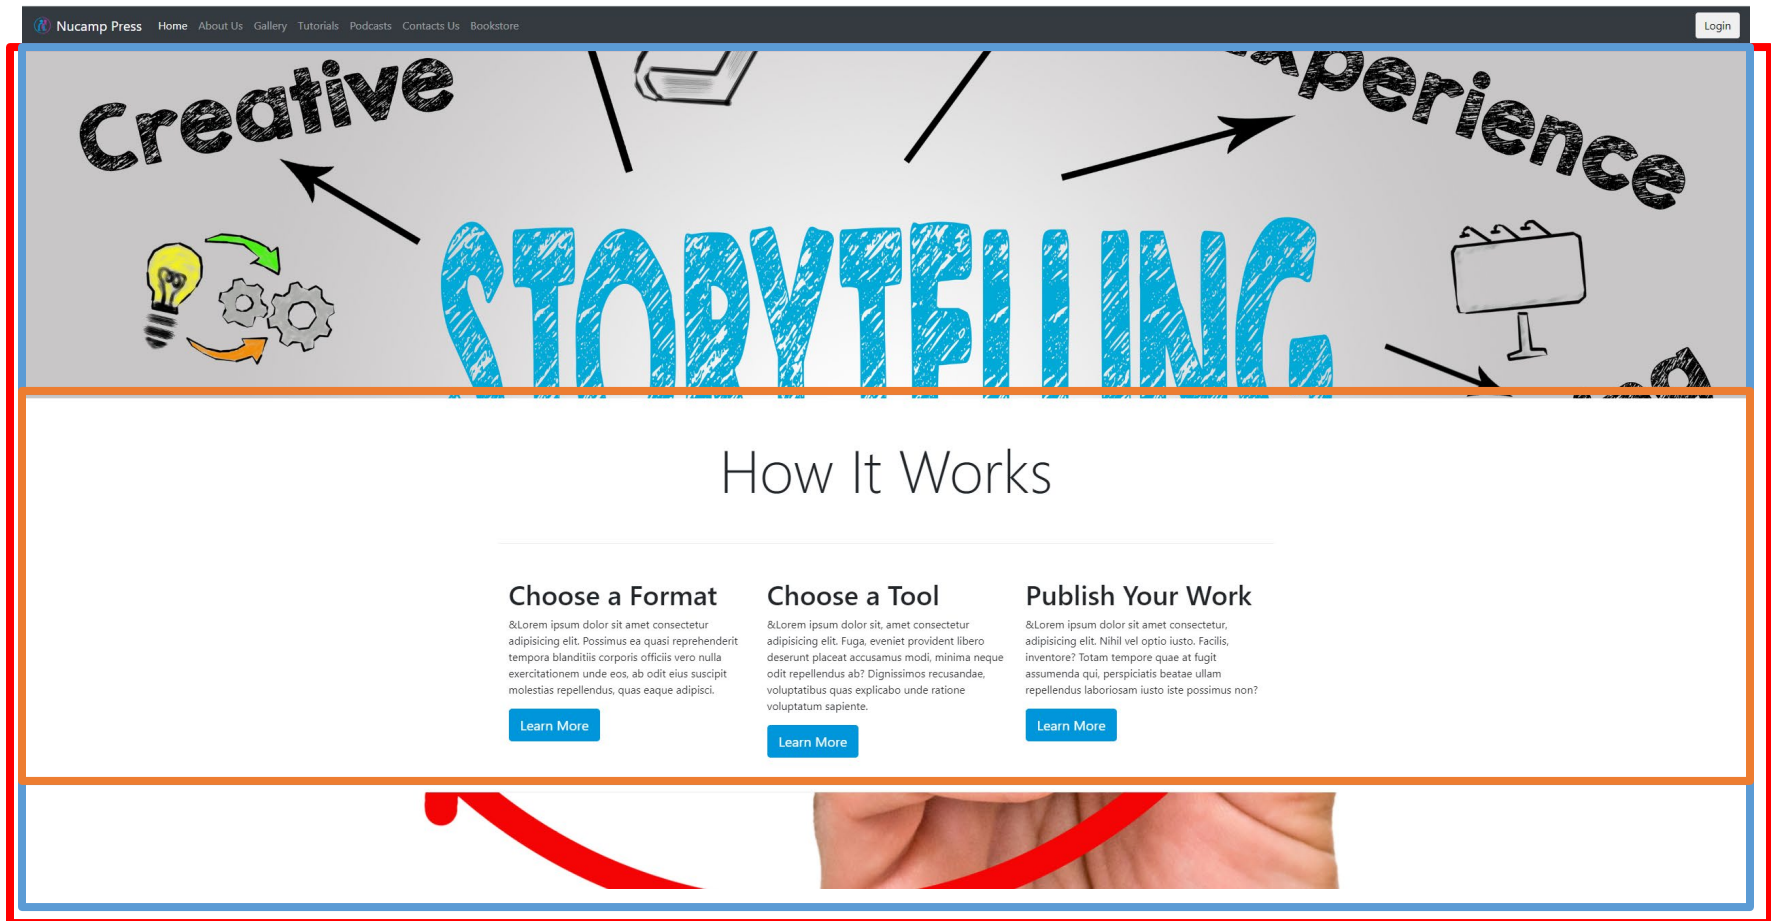 Nucamp Press Home About Us Gallery Tutorials Podcasts Contacts Us Bookstore Login
Creative
Experience
STORYTELLING
How It Works
Choose a Format
&Lorem ipsum dolor sit amet consectetur
adipisicing elit. Possimus ea quasi reprehenderit
tempora blanditiis corporis officiis vero nulla
exercitationem unde eos, ab odit eius suscipit
molestias repellendus, quas eaque adipisci.
Learn More
Choose a Tool
&Lorem ipsum dolor sit, amet consectetur
adipisicing elit. Fuga, eveniet provident libero
deserunt placeat accusamus modi, minima neque
odit repellendus ab? Dignissimos recusandae,
voluptatibus quas explicabo unde ratione
voluptatum sapiente.
Learn More
Publish Your Work
&Lorem ipsum dolor sit amet consectetur,
adipisicing elit. Nihil vel optio iusto. Facilis,
inventore? Totam tempore quae at fugit
assumenda qui, perspiciatis beatae ullam
repellendus laboriosam iusto iste possimus non?
Learn More